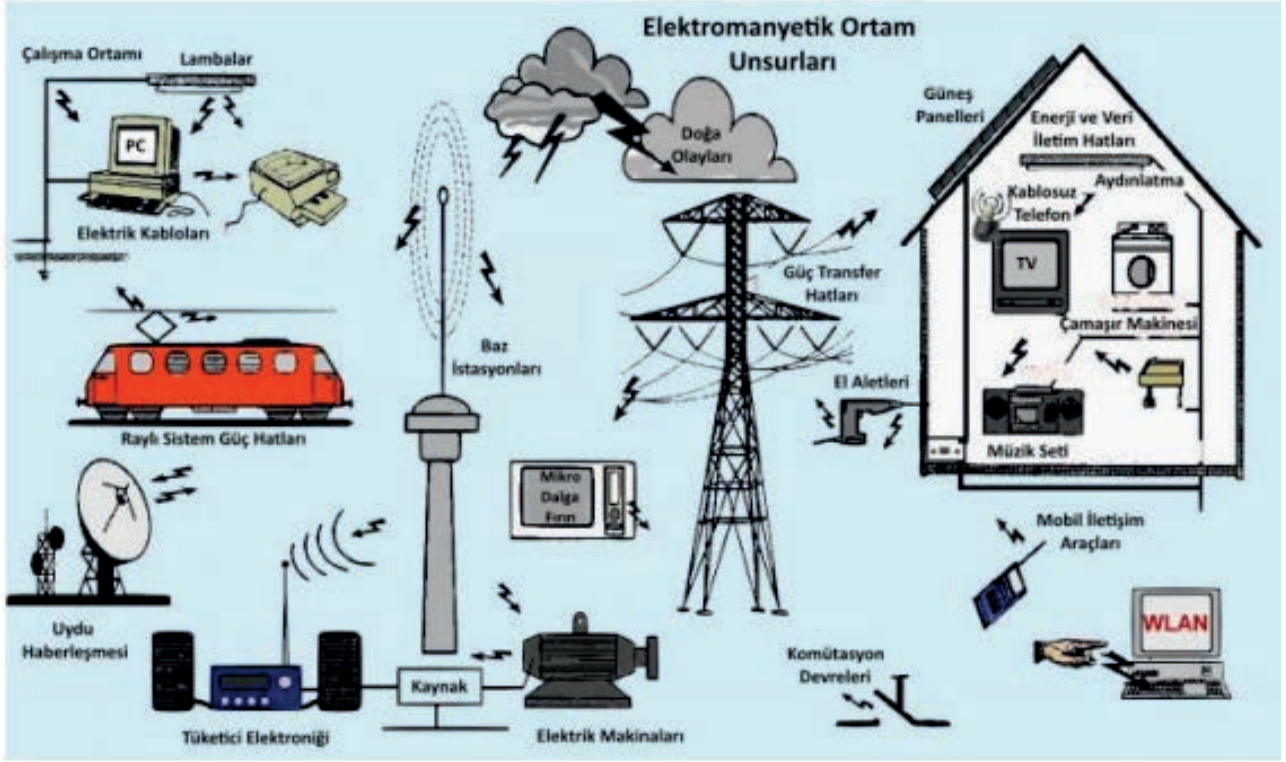 Elektromanyetik Ortam
Unsurları
Çalışma Ortamı
Lambalar
PC
Elektrik Kabloları
Doğa
Olayları
Güneş
Panelleri
Enerji ve Veri
İletim Hatları
Aydınlatma
Kablosuz
Telefon
TV
Çamaşır Makinesi
Müzik Seti
Güç Transfer
Hatları
El Aletleri
Baz
İstasyonları
Raylı Sistem Güç Hatları
Mikro
Dalga
Fırın
Mobil İletişim
Araçları
WLAN
Uydu
Haberleşmesi
Kaynak
Tüketici Elektroniği
Elektrik Makinaları
Komütasyon
Devreleri